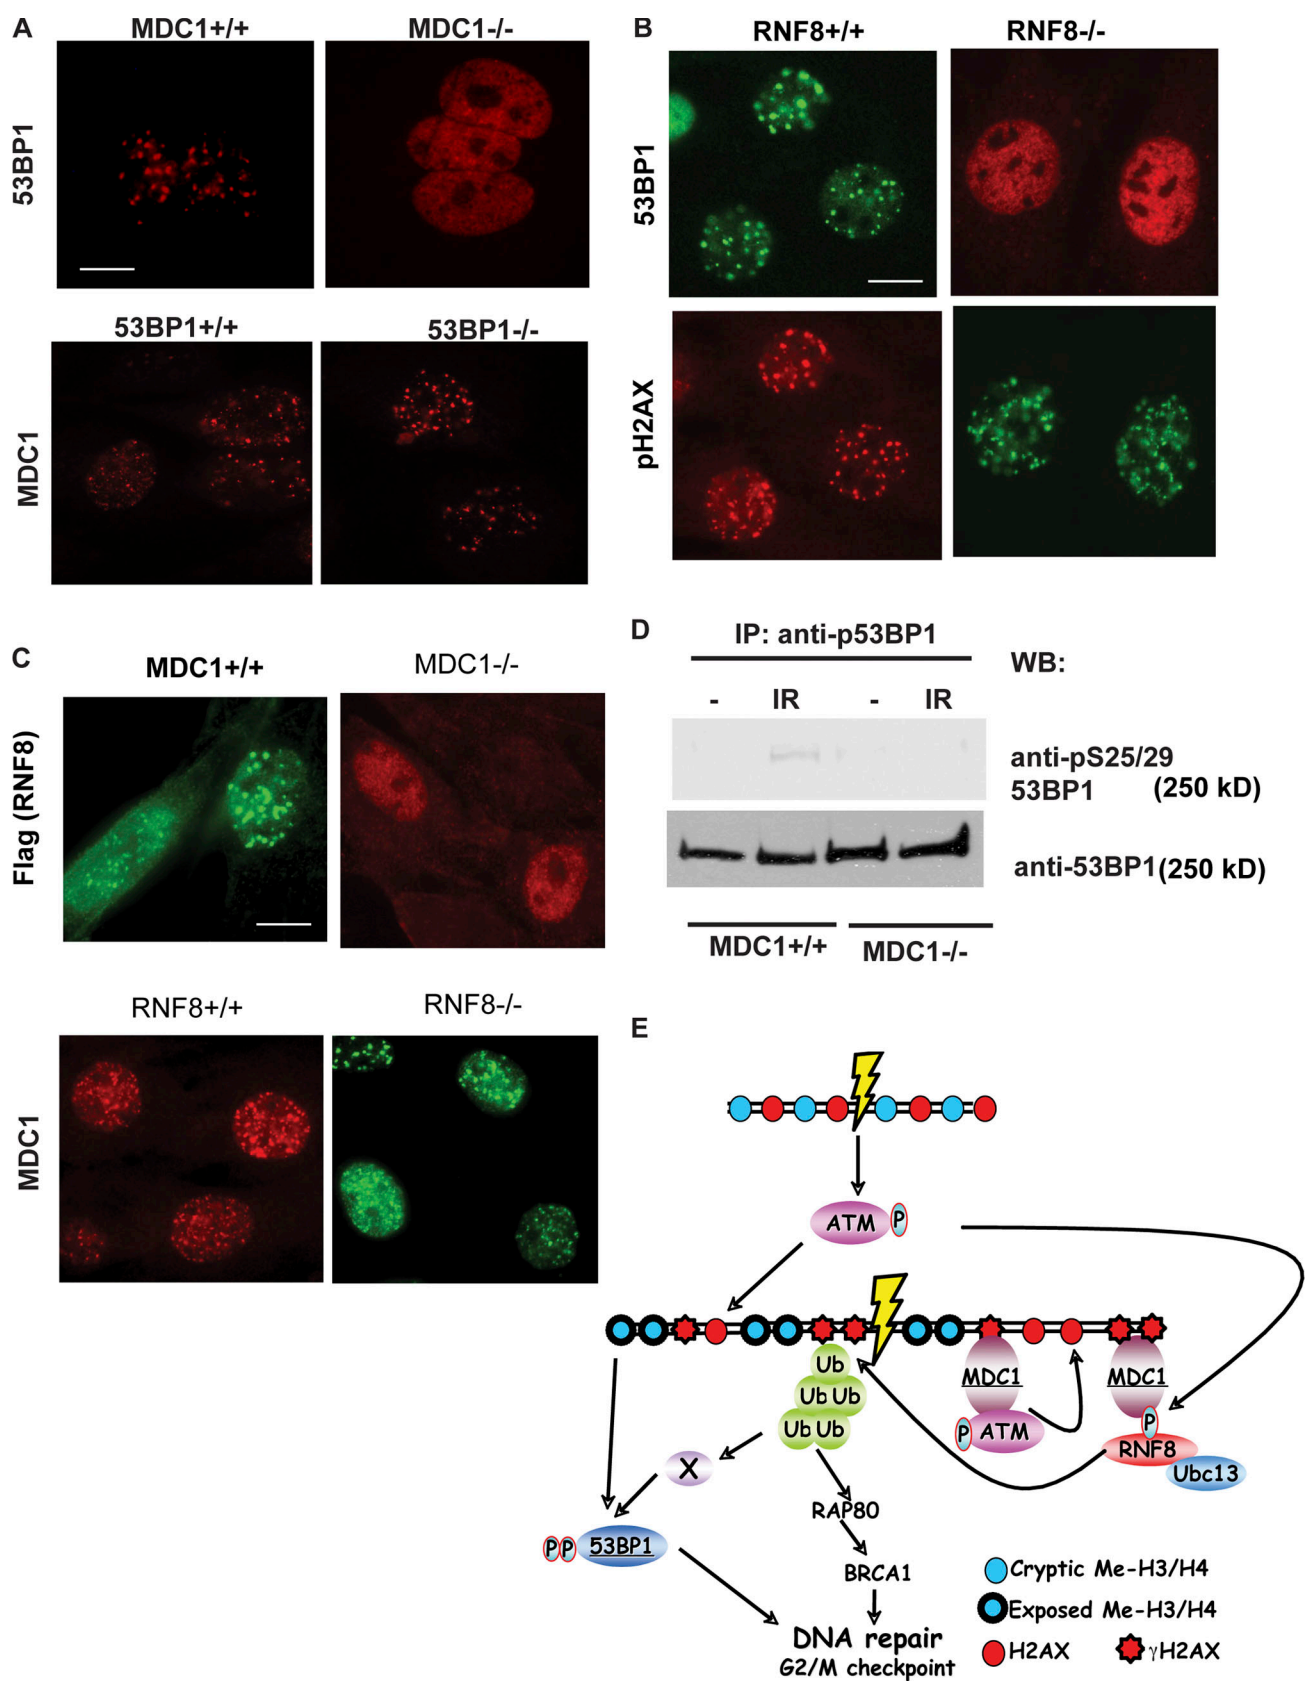 A
MDC1+/+
MDC1-/-
53BP1
53BP1+/+
53BP1-/-
MDC1
B
RNF8+/+
RNF8-/-
53BP1
pH2AX
C
MDC1+/+
MDC1-/-
Flag (RNF8)
RNF8+/+
RNF8-/-
MDC1
D
IP: anti-p53BP1
WB:
- IR - IR
anti-pS25/29
53BP1 (250 kD)
anti-53BP1 (250 kD)
MDC1+/+
MDC1-/-
E
ATM P
Ub
Ub Ub
Ub Ub
MDC1
P ATM
MDC1
P
RNF8
Ubc13
X
RAP80
P P 53BP1
BRCA1
DNA repair
G2/M checkpoint
Cryptic Me-H3/H4
Exposed Me-H3/H4
H2AX
γH2AX